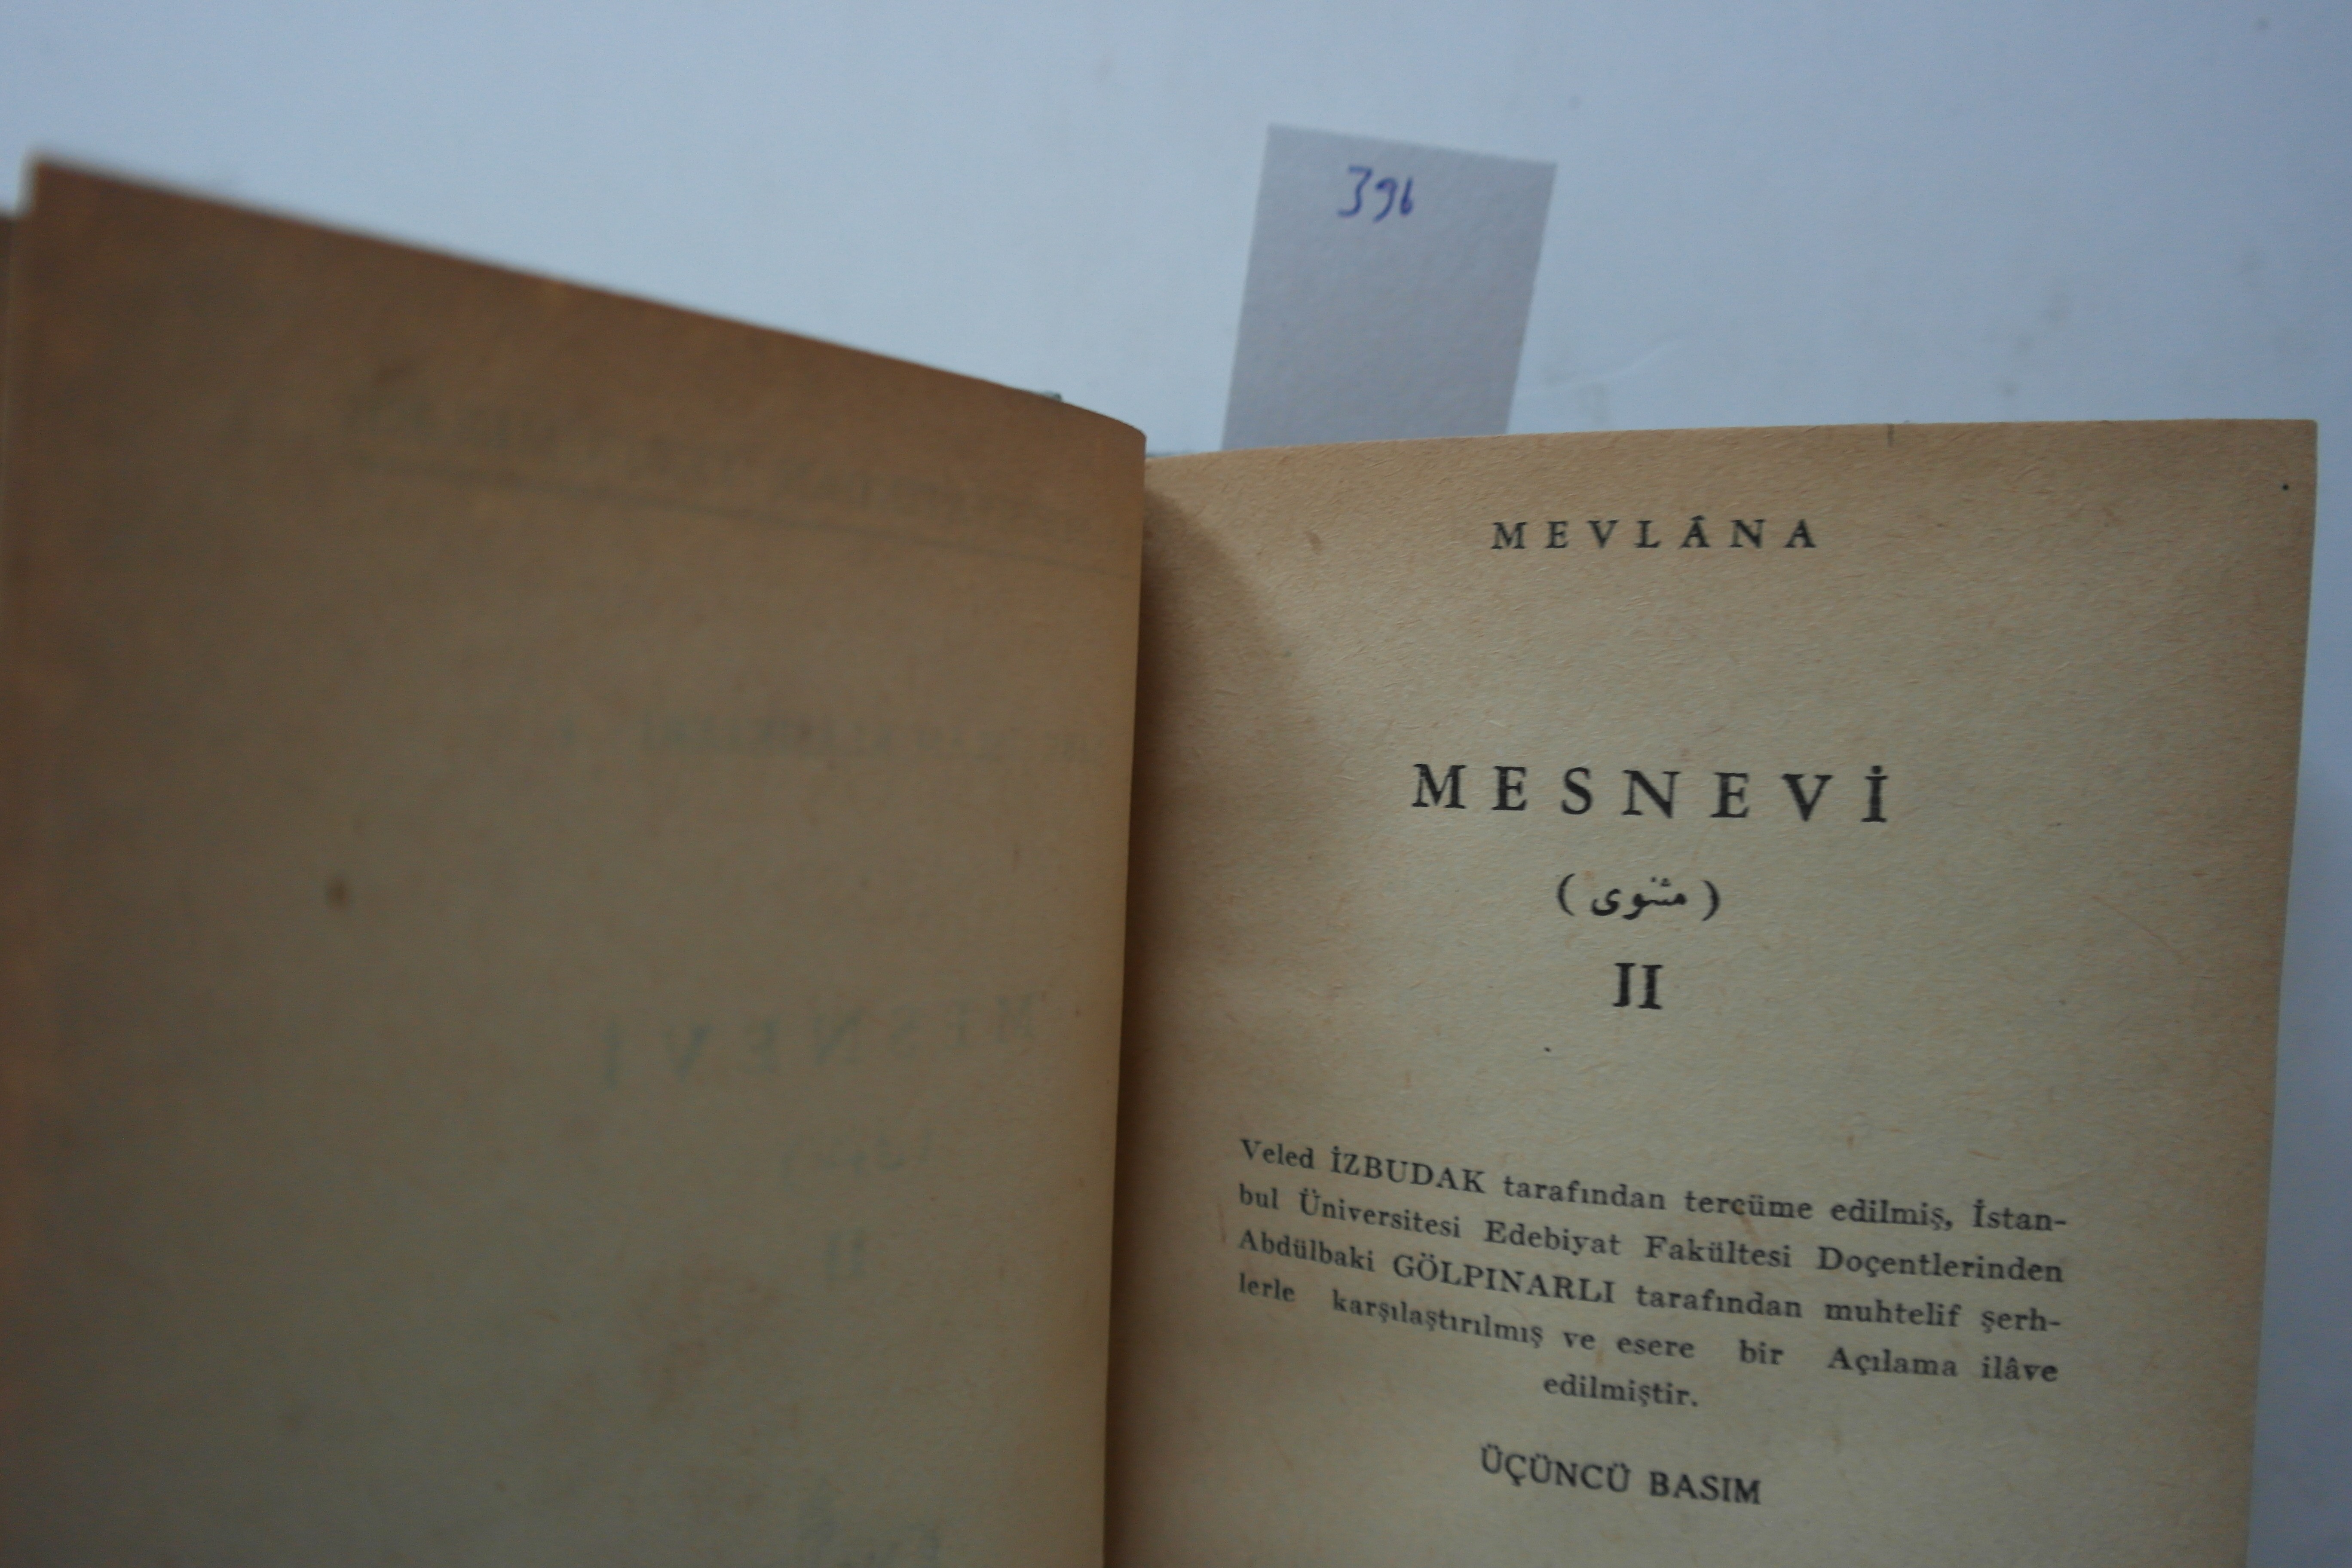 396
MEVLÂNA
MESNEVİ
(مثنوی)
II
Veled İZBUDAK tarafından tercüme edilmiş, İstan-
bul Üniversitesi Edebiyat Fakültesi Doçentlerinden
Abdülbaki GÖLPINARLI tarafından muhtelif şerh-
lerle karşılaştırılmış ve esere bir Açılama ilâve
edilmiştir.
ÜÇÜNCÜ BASIM